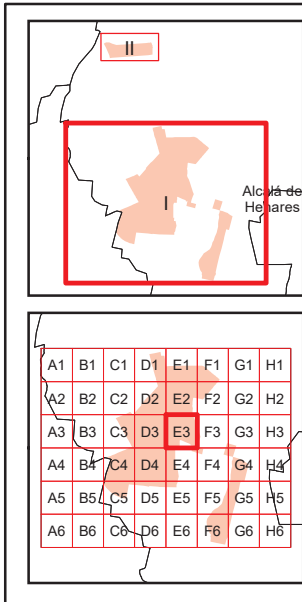 II
I
Alcalá de
Henares
A1 B1 C1 D1 E1 F1 G1 H1
A2 B2 C2 D2 E2 F2 G2 H2
A3 B3 C3 D3 E3 F3 G3 H3
A4 B4 C4 D4 E4 F4 G4 H4
A5 B5 C5 D5 E5 F5 G5 H5
A6 B6 C6 D6 E6 F6 G6 H6